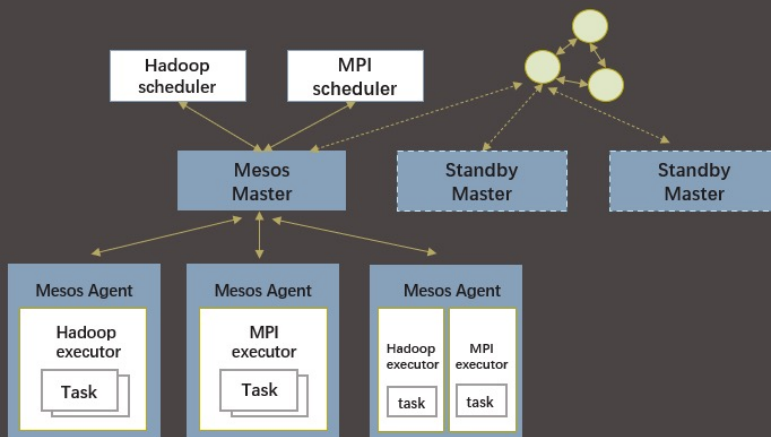 Hadoop
scheduler
MPI
scheduler
Mesos
Master
Standby
Master
Standby
Master
Mesos Agent
Hadoop
executor
Task
Mesos Agent
MPI
executor
Task
Mesos Agent
Hadoop
executor
task
MPI
executor
task